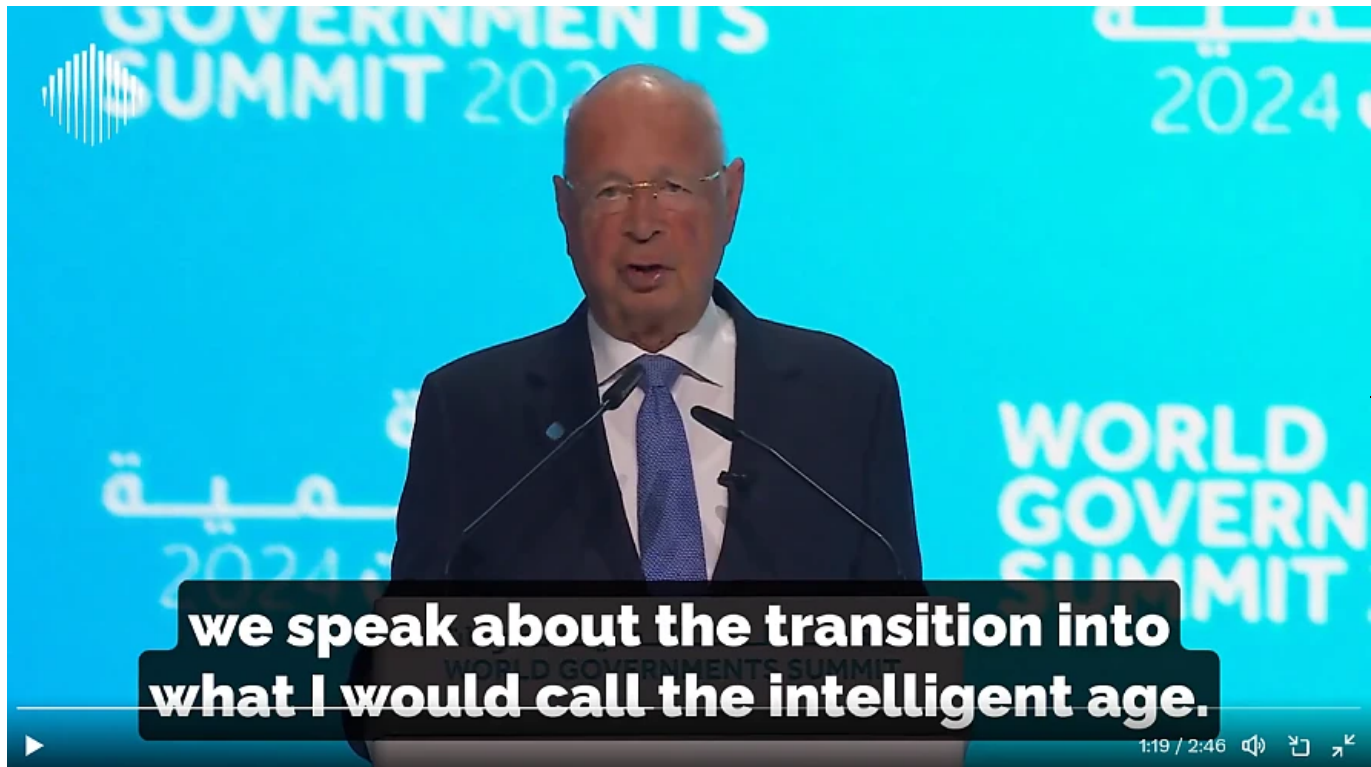 GOVERNMENTS
SUMMIT 202
2024
2024
WORLD
GOVERN
SUMMIT
we speak about the transition into
WORLD GOVERNMENTS SUMMIT
what I would call the intelligent age.
1:19 / 2:46